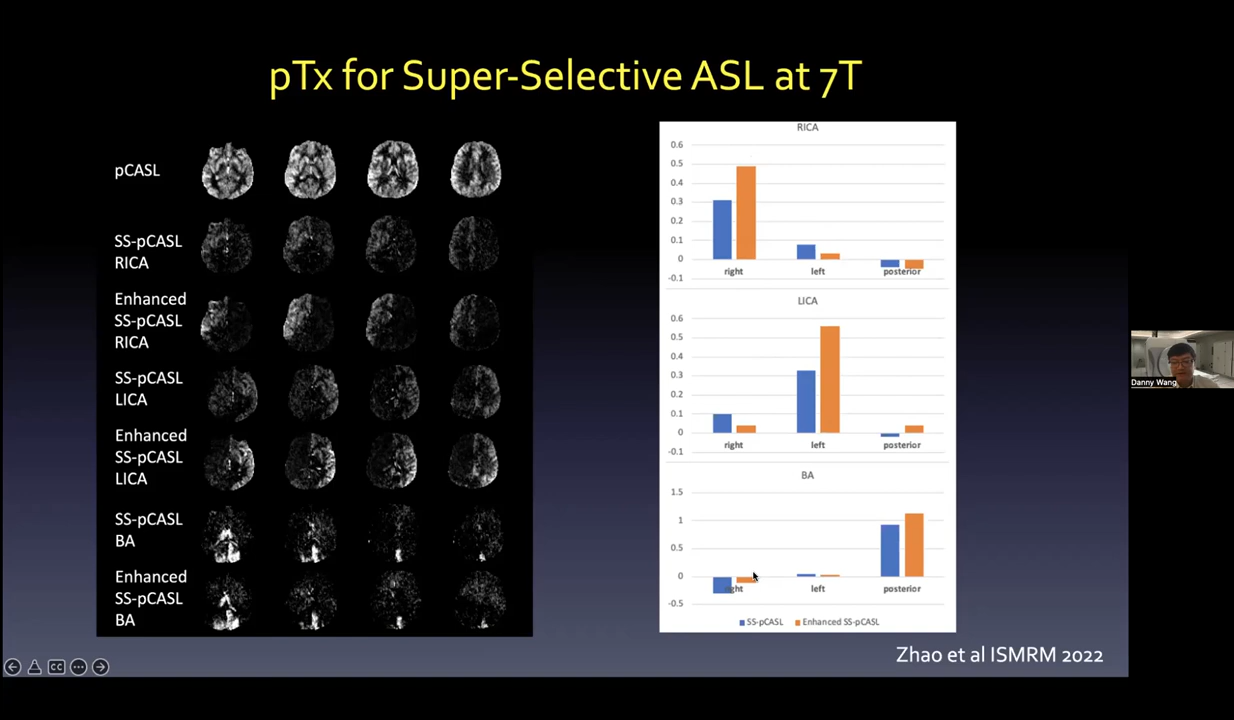 pTx for Super-Selective ASL at 7T
pCASL
SS-pCASL
RICA
Enhanced
SS-pCASL
RICA
SS-pCASL
LICA
Enhanced
SS-pCASL
LICA
SS-pCASL
BA
Enhanced
SS-pCASL
BA
RICA
0.6
0.5
0.4
0.3
0.2
0.1
0
-0.1
right left posterior
LICA
0.6
0.5
0.4
0.3
0.2
0.1
0
-0.1
right left posterior
BA
1.5
1
0.5
0
-0.5
right left posterior
SS-pCASL Enhanced SS-pCASL
Danny Wang
Zhao et al ISMRM 2022
CC